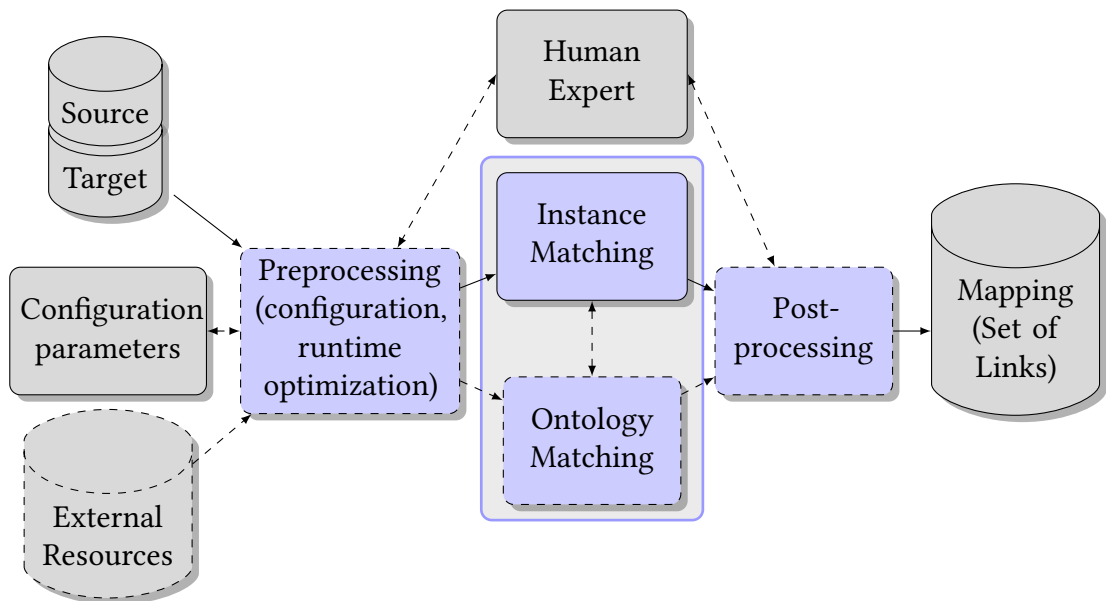 Human
Expert
Source
Target
Instance
Matching
Preprocessing
(configuration,
runtime
optimization)
Configuration
parameters
Post-
processing
Mapping
(Set of
Links)
Ontology
Matching
External
Resources